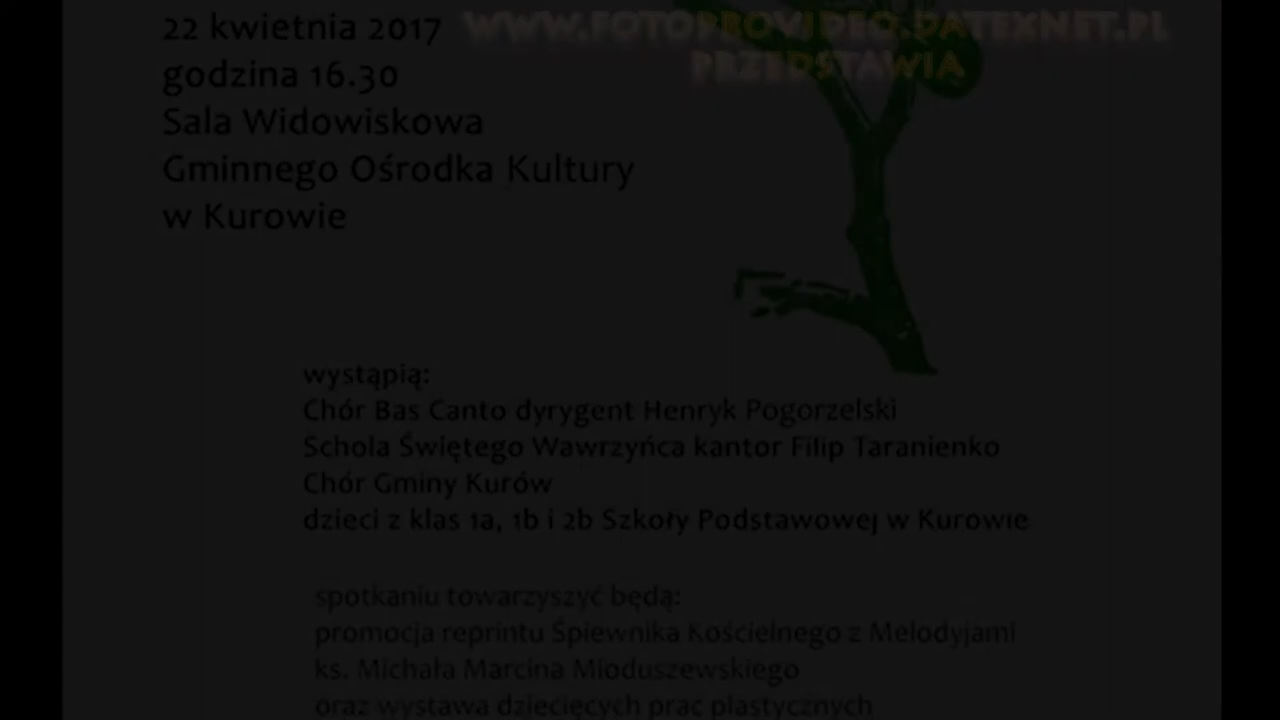 22 kwietnia 2017
WWW.FOTOPROVIDEO.DATEXNET.PL
PRZEDSTAWIA
godzina 16.30
Sala Widowiskowa
Gminnego Ośrodka Kultury
w Kurowie
wystąpią:
Chór Bas Canto dyrygent Henryk Pogorzelski
Schola Świętego Wawrzyńca kantor Filip Taranienko
Chór Gminy Kurów
dzieci z klas 1a, 1b i 2b Szkoły Podstawowej w Kurowie
spotkaniu towarzyszyć będą:
promocja reprintu Śpiewnika Kościelnego z Melodyjami
ks. Michała Marcina Mioduszewskiego
oraz wystawa dziecięcych prac plastycznych